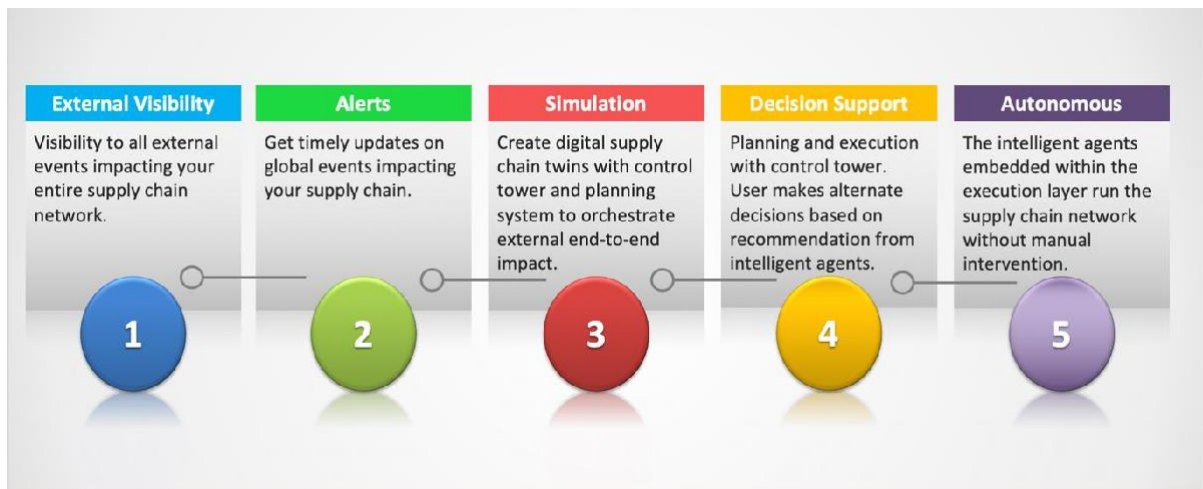 External Visibility
Visibility to all external
events impacting your
entire supply chain
network.
1
Alerts
Get timely updates on
global events impacting
your supply chain.
2
Simulation
Create digital supply
chain twins with control
tower and planning
system to orchestrate
external end-to-end
impact.
3
Decision Support
Planning and execution
with control tower.
User makes alternate
decisions based on
recommendation from
intelligent agents.
4
Autonomous
The intelligent agents
embedded within the
execution layer run the
supply chain network
without manual
intervention.
5